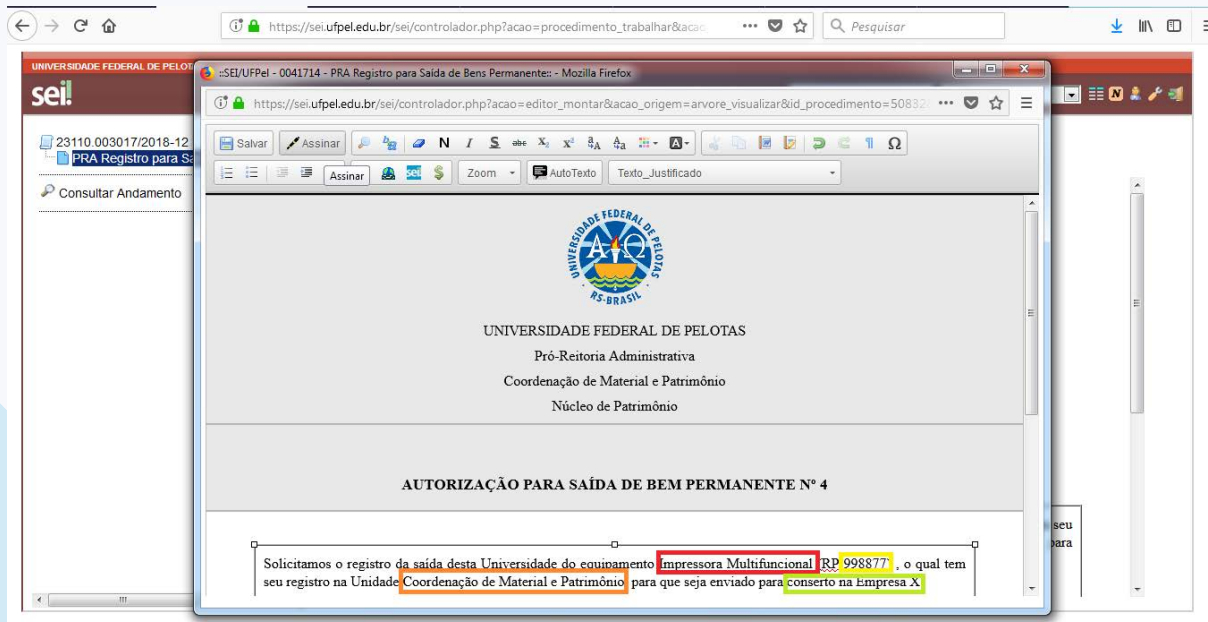 https://sei.ufpel.edu.br/sei/controlador.php?acao=procedimento_trabalhar&acao
Pesquisar
UNIVERSIDADE FEDERAL DE PELOT
sei!
23110.003017/2018-12
PRA Registro para Sa
Consultar Andamento
::SEI/UFPel - 0041714 - PRA Registro para Saída de Bens Permanente:: - Mozilla Firefox
https://sei.ufpel.edu.br/sei/controlador.php?acao=editor_montar&acao_origem=arvore_visualizar&id_procedimento=50832
Salvar
Assinar
N I S abc X₂ x² Ω
Assinar
sei!
Zoom
AutoTexto
Texto_Justificado
UNIVERSIDADE FEDERAL DE PELOTAS
RS-BRASIL
UNIVERSIDADE FEDERAL DE PELOTAS
Pró-Reitoria Administrativa
Coordenação de Material e Patrimônio
Núcleo de Patrimônio
AUTORIZAÇÃO PARA SAÍDA DE BEM PERMANENTE Nº 4
Solicitamos o registro da saída desta Universidade do equipamento Impressora Multifuncional (RP 998877) , o qual tem
seu registro na Unidade Coordenação de Material e Patrimônio para que seja enviado para conserto na Empresa X
seu
para